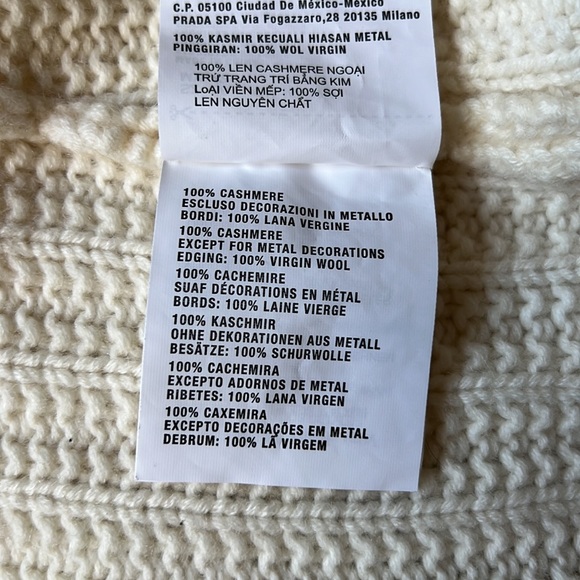 C.P. 05100 Ciudad De México-Mexico
PRADA SPA Via Fogazzaro,28 20135 Milano
100% KASMIR KECUALI HIASAN METAL
PINGGIRAN: 100% WOL VIRGIN
100% LEN CASHMERE NGOẠI
TRỪ TRANG TRÍ BẰNG KIM
LOẠI VIỀN MÉP: 100% SỢI
LEN NGUYÊN CHẤT
100% CASHMERE
ESCLUSO DECORAZIONI IN METALLO
BORDI: 100% LANA VERGINE
100% CASHMERE
EXCEPT FOR METAL DECORATIONS
EDGING: 100% VIRGIN WOOL
100% CACHEMIRE
SUAF DÉCORATIONS EN MÉTAL
BORDS: 100% LAINE VIERGE
100% KASCHMIR
OHNE DEKORATIONEN AUS METALL
BESÄTZE: 100% SCHURWOLLE
100% CACHEMIRA
EXCEPTO ADORNOS DE METAL
RIBETES: 100% LANA VIRGEN
100% CAXEMIRA
EXCEPTO DECORAÇÕES EM METAL
DEBRUM: 100% LÃ VIRGEM